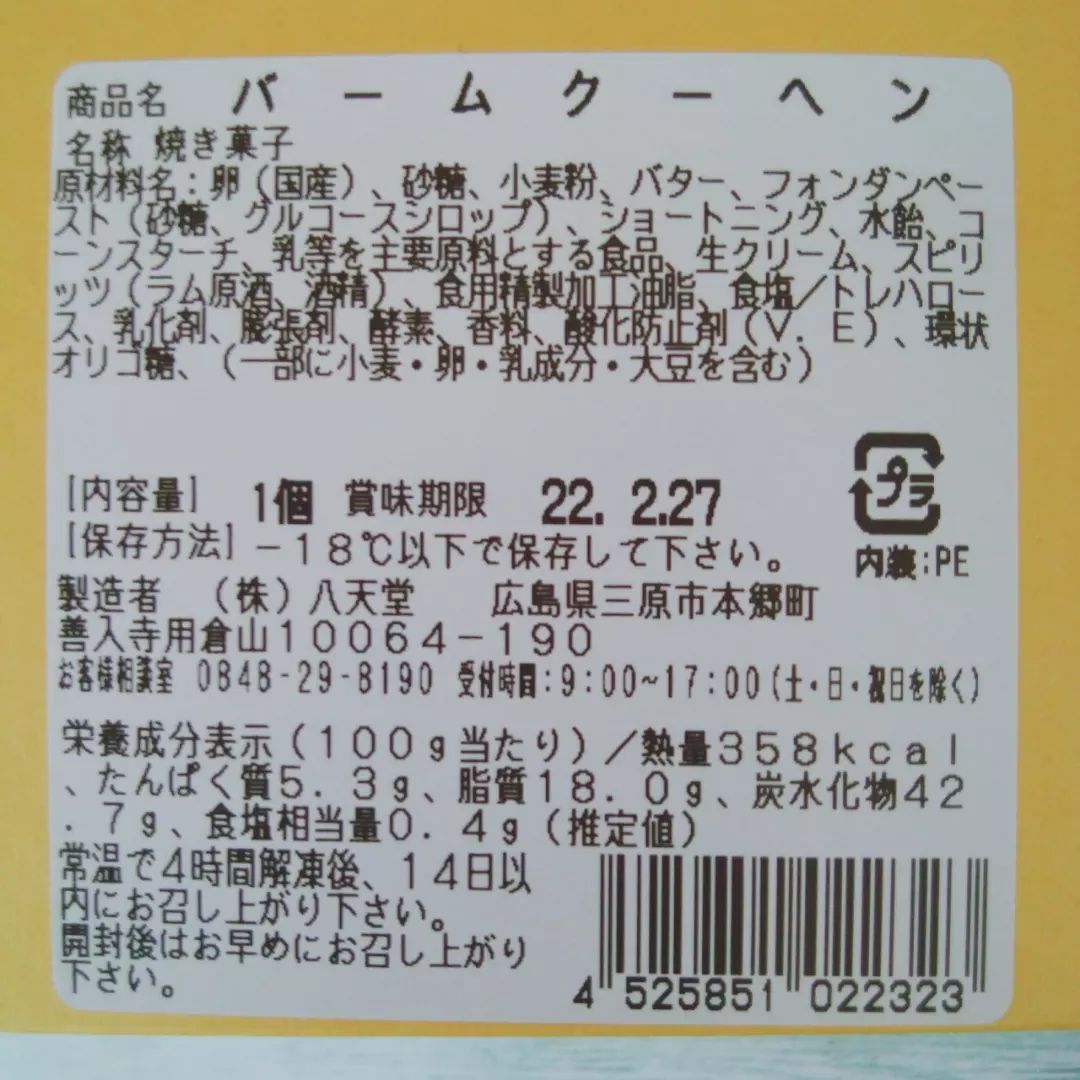 商品名 バームクーヘン
名称 焼き菓子
原材料名：卵（国産）、砂糖、小麦粉、バター、フォンダンペー
スト（砂糖、グルコースシロップ）、ショートニング、水飴、コ
ーンスターチ、乳等を主要原料とする食品、生クリーム、スピリ
ッツ（ラム原酒、酒精）、食用精製加工油脂、食塩／トレハロー
ス、乳化剤、膨張剤、酵素、香料、酸化防止剤（V．E）、環状
オリゴ糖、（一部に小麦・卵・乳成分・大豆を含む）
[内容量] 1個 賞味期限 22. 2.27
プラ
[保存方法] －18℃以下で保存して下さい。
内装:PE
製造者 （株）八天堂 広島県三原市本郷町
善入寺用倉山10064－190
お客様相談室 0848-29-8190 受付時間:9:00~17:00(土・日・祝日を除く)
栄養成分表示（100g当たり）／熱量358kcal
、たんぱく質5．3g、脂質18．0g、炭水化物42
．7g、食塩相当量0．4g（推定値）
常温で4時間解凍後、14日以
内にお召し上がり下さい。
開封後はお早めにお召し上がり
下さい。
4 525851 022323